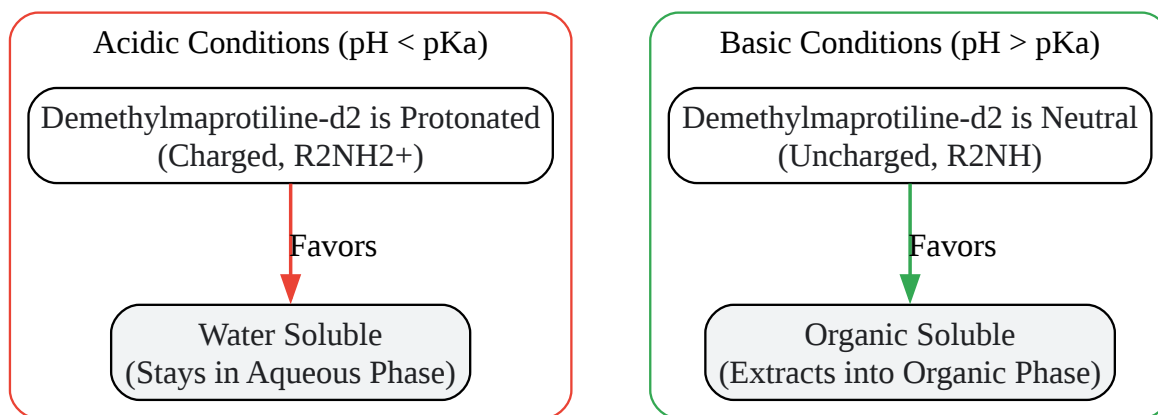 Acidic Conditions (pH < pKa)
Demethylmaprotiline-d2 is Protonated
(Charged, R2NH2+)
Favors
Water Soluble
(Stays in Aqueous Phase)
Basic Conditions (pH > pKa)
Demethylmaprotiline-d2 is Neutral
(Uncharged, R2NH)
Favors
Organic Soluble
(Extracts into Organic Phase)